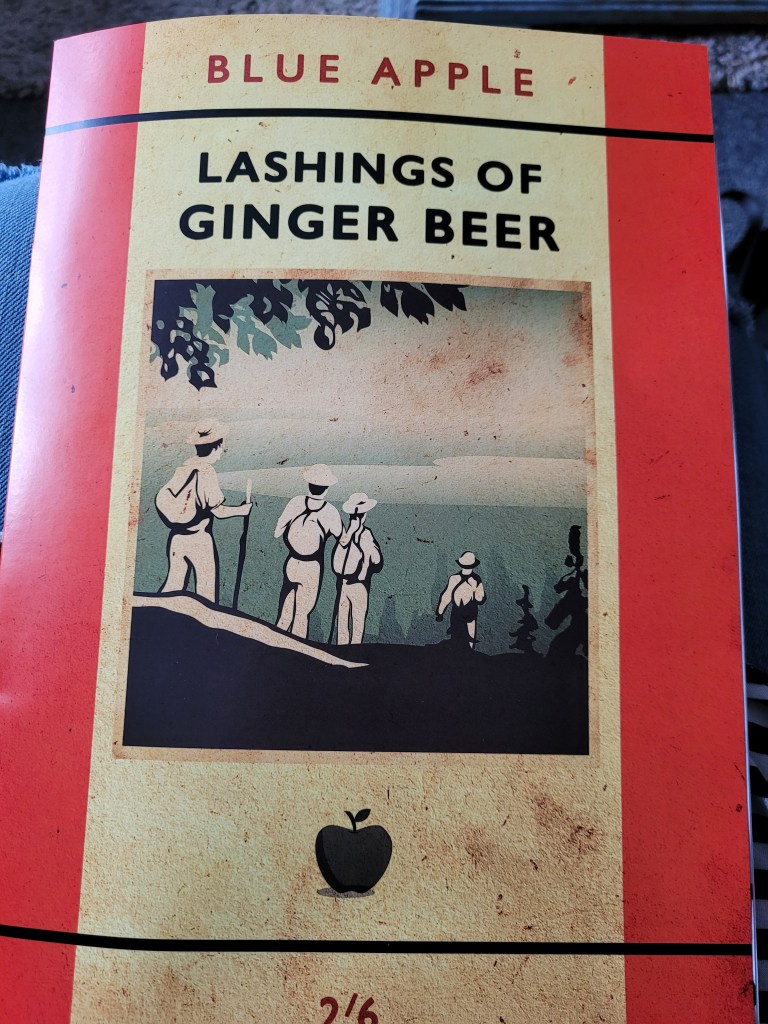 BLUE APPLE
LASHINGS OF
GINGER BEER
2/6